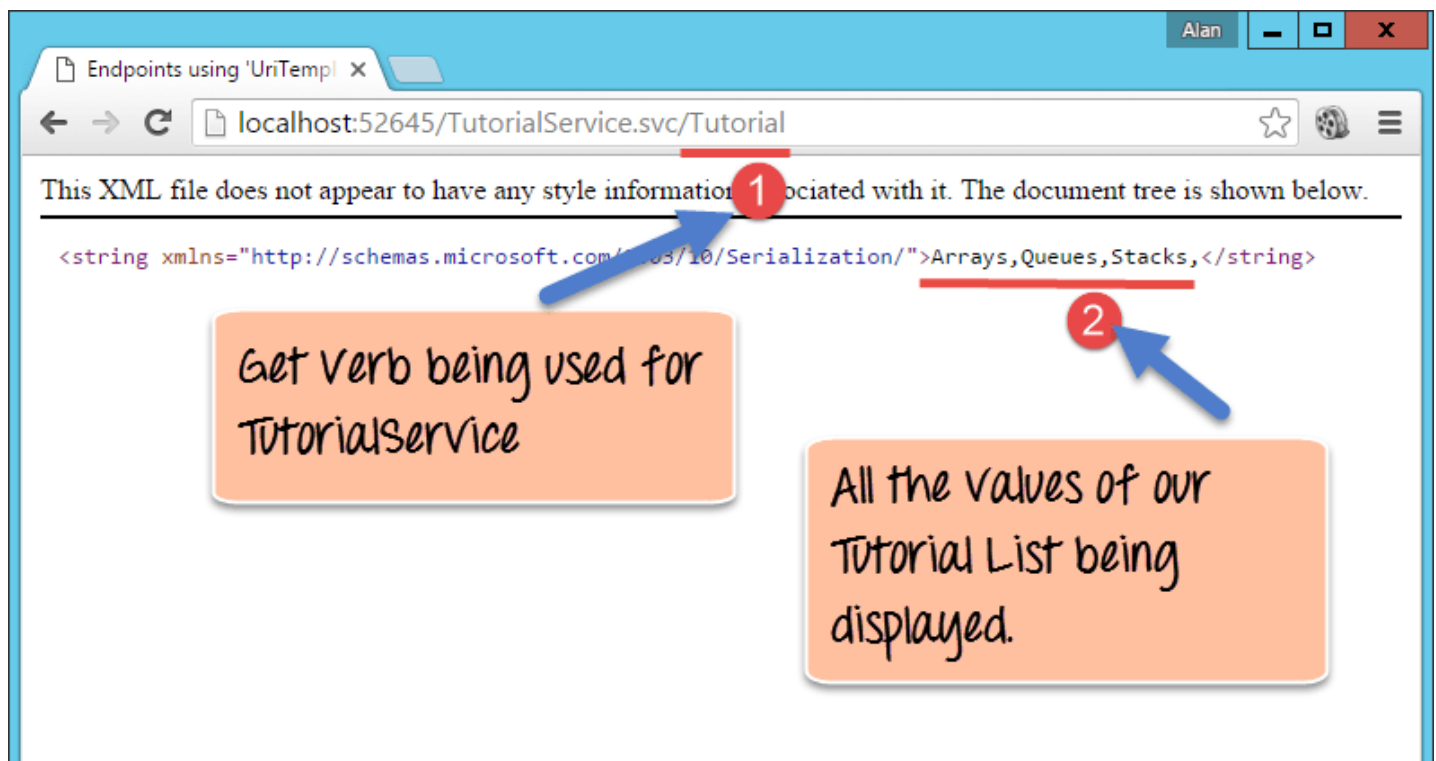 Alan
Endpoints using 'UriTempl
localhost:52645/TutorialService.svc/Tutorial
This XML file does not appear to have any style information 1 ociated with it. The document tree is shown below.
<string xmlns="http://schemas.microsoft.com/ /10/Serialization/">Arrays,Queues,Stacks,</string>
2
Get Verb being used for
TutorialService
All the values of our
Tutorial List being
displayed.